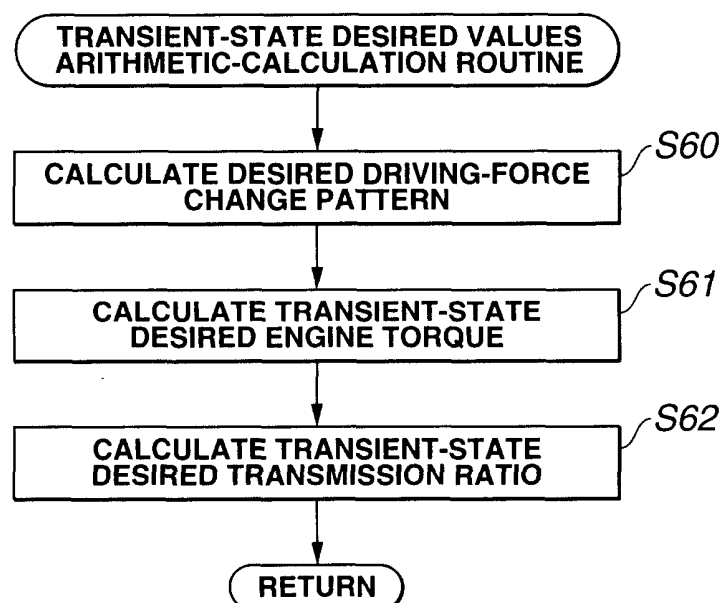 TRANSIENT-STATE DESIRED VALUES
ARITHMETIC-CALCULATION ROUTINE
S60
CALCULATE DESIRED DRIVING-FORCE
CHANGE PATTERN
S61
CALCULATE TRANSIENT-STATE
DESIRED ENGINE TORQUE
S62
CALCULATE TRANSIENT-STATE
DESIRED TRANSMISSION RATIO
RETURN